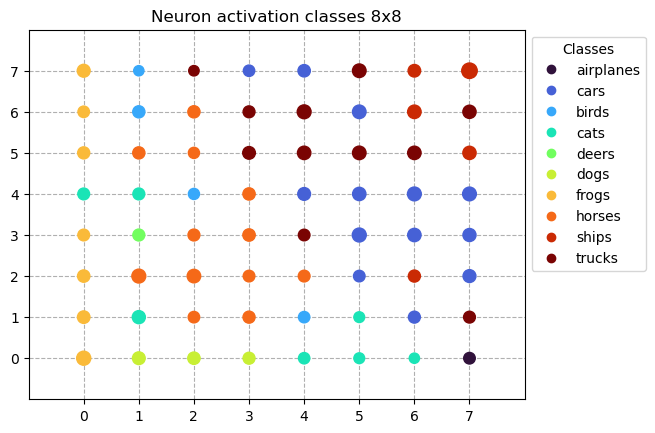 Neuron activation classes 8x8
7
6
5
4
3
2
1
0
0 1 2 3 4 5 6 7
Classes
airplanes
cars
birds
cats
deers
dogs
frogs
horses
ships
trucks